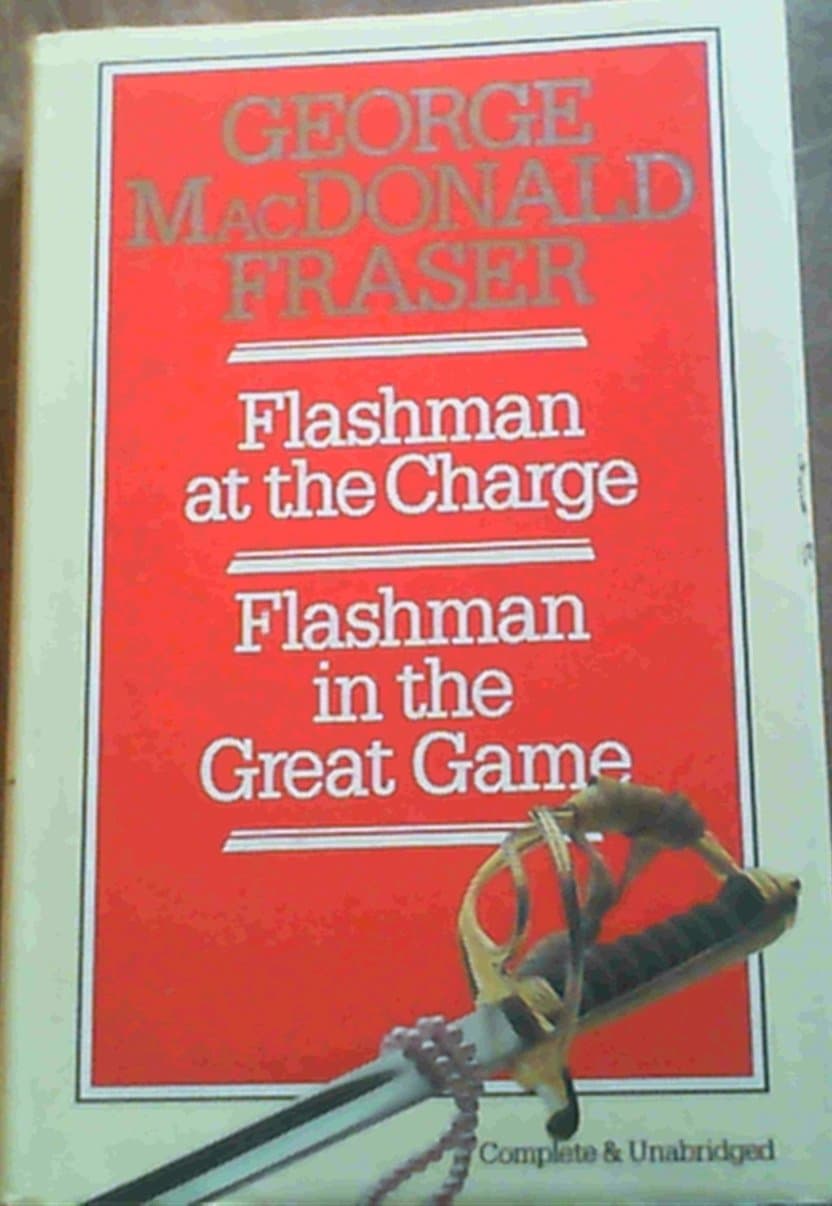 GEORGE
MACDONALD
FRASER
Flashman
at the Charge
Flashman
in the
Great Game
Complete & Unabridged